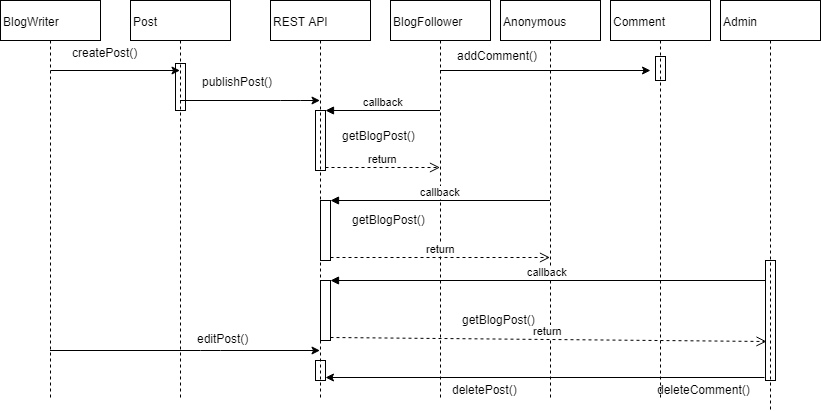 BlogWriter
Post
REST API
BlogFollower
Anonymous
Comment
Admin
createPost()
addComment()
publishPost()
callback
getBlogPost()
return
callback
getBlogPost()
return
callback
getBlogPost()
return
editPost()
deletePost()
deleteComment()